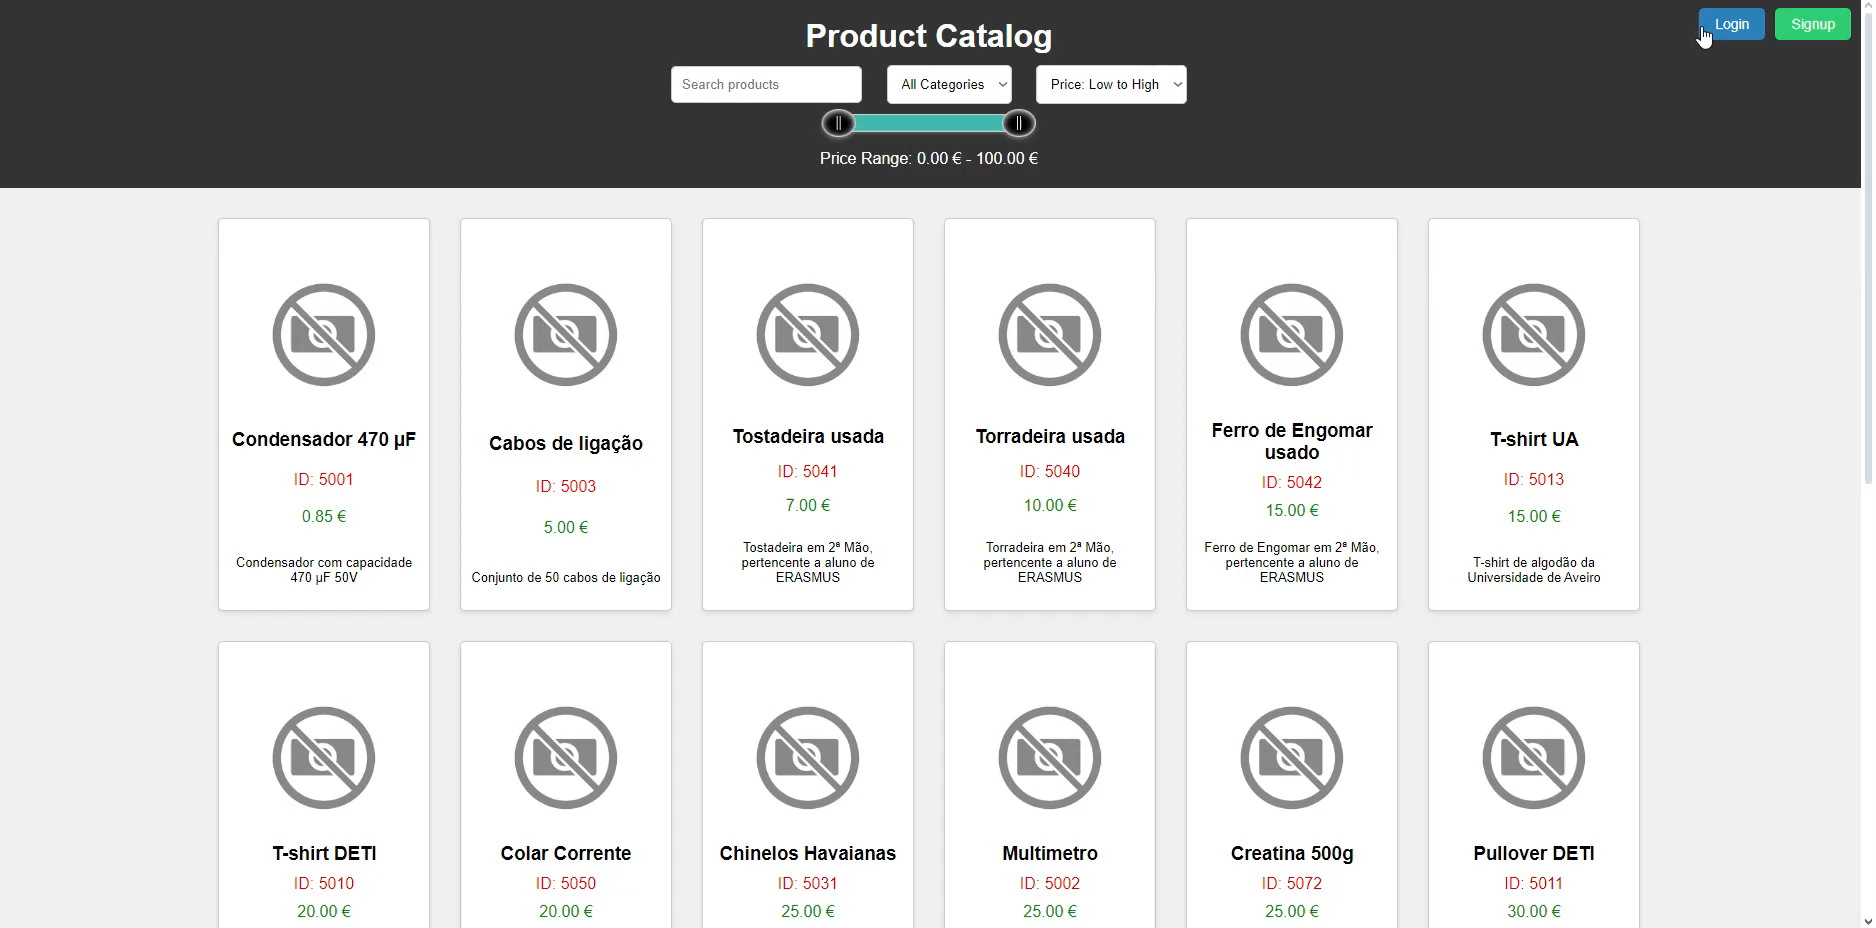 Product Catalog
Login
Signup
Search products
All Categories
Price: Low to High
Price Range: 0.00 € - 100.00 €
Condensador 470 µF
ID: 5001
0.85 €
Condensador com capacidade
470 µF 50V
Cabos de ligação
ID: 5003
5.00 €
Conjunto de 50 cabos de ligação
Tostadeira usada
ID: 5041
7.00 €
Tostadeira em 2ª Mão,
pertencente a aluno de
ERASMUS
Torradeira usada
ID: 5040
10.00 €
Torradeira em 2ª Mão,
pertencente a aluno de
ERASMUS
Ferro de Engomar
usado
ID: 5042
15.00 €
Ferro de Engomar em 2ª Mão,
pertencente a aluno de
ERASMUS
T-shirt UA
ID: 5013
15.00 €
T-shirt de algodão da
Universidade de Aveiro
T-shirt DETI
ID: 5010
20.00 €
Colar Corrente
ID: 5050
20.00 €
Chinelos Havaianas
ID: 5031
25.00 €
Multimetro
ID: 5002
25.00 €
Creatina 500g
ID: 5072
25.00 €
Pullover DETI
ID: 5011
30.00 €